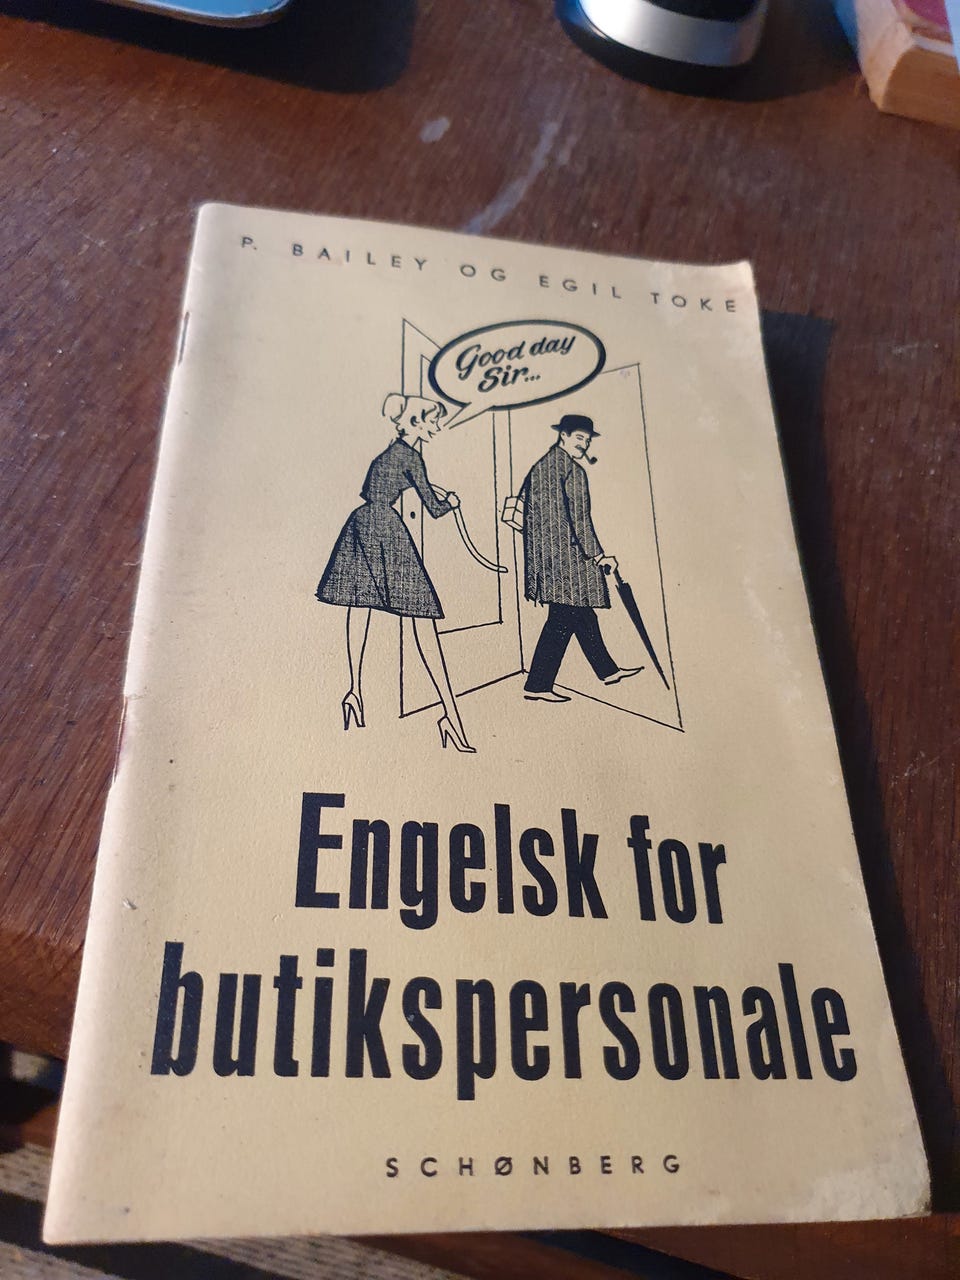 P. BAILEY OG EGIL TOKE
Good day
Sir...
Engelsk for
butikspersonale
SCHØNBERG